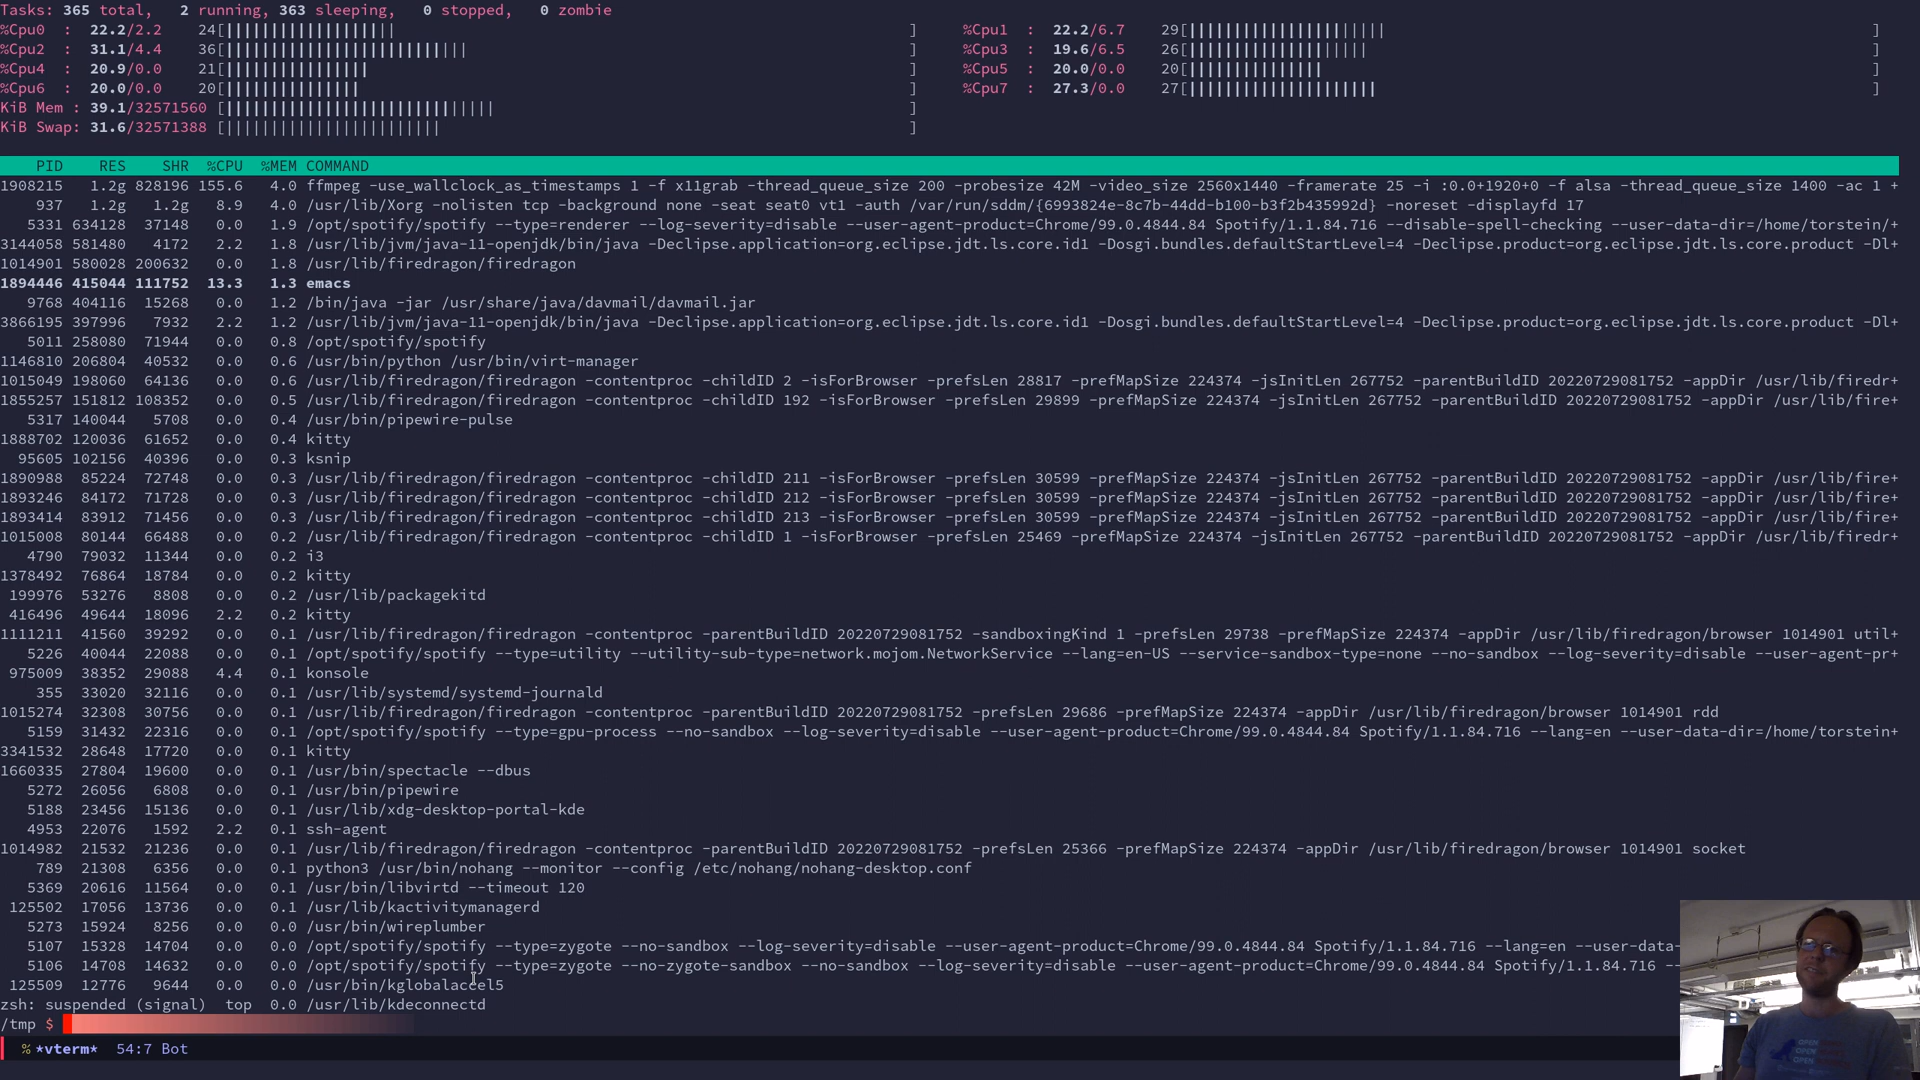 Tasks: 365 total,   2 running, 363 sleeping,   0 stopped,   0 zombie
%Cpu0  :  22.2/2.2    24[|||||||||||||||||||                    ]     %Cpu1  :  22.2/6.7    29[||||||||||||||||||||||                    ]
%Cpu2  :  31.1/4.4    36[|||||||||||||||||||||||||||            ]     %Cpu3  :  19.6/6.5    26[||||||||||||||||||||                    ]
%Cpu4  :  20.9/0.0    21[||||||||||||||||                    ]     %Cpu5  :  20.0/0.0    20[|||||||||||||||                    ]
%Cpu6  :  20.0/0.0    20[|||||||||||||||                    ]     %Cpu7  :  27.3/0.0    27[|||||||||||||||||||||                    ]
KiB Mem : 39.1/32571560 [||||||||||||||||||||||||||||||                    ]
KiB Swap: 31.6/32571388 [||||||||||||||||||||||||                    ]
PID    RES    SHR  %CPU  %MEM COMMAND
1908215   1.2g 828196 155.6   4.0 ffmpeg -use_wallclock_as_timestamps 1 -f x11grab -thread_queue_size 200 -probesize 42M -video_size 2560x1440 -framerate 25 -i :0.0+1920+0 -f alsa -thread_queue_size 1400 -ac 1 +
937   1.2g   1.2g   8.9   4.0 /usr/lib/Xorg -nolisten tcp -background none -seat seat0 vt1 -auth /var/run/sddm/{6993824e-8c7b-44dd-b100-b3f2b435992d} -noreset -displayfd 17
5331 634128  37148   0.0   1.9 /opt/spotify/spotify --type=renderer --log-severity=disable --user-agent-product=Chrome/99.0.4844.84 Spotify/1.1.84.716 --disable-spell-checking --user-data-dir=/home/torstein/+
3144058 581480   4172   2.2   1.8 /usr/lib/jvm/java-11-openjdk/bin/java -Declipse.application=org.eclipse.jdt.ls.core.id1 -Dosgi.bundles.defaultStartLevel=4 -Declipse.product=org.eclipse.jdt.ls.core.product -Dl+
1014901 580028 200632   0.0   1.8 /usr/lib/firedragon/firedragon
1894446 415044 111752  13.3   1.3 emacs
9768 404116  15268   0.0   1.2 /bin/java -jar /usr/share/java/davmail/davmail.jar
3866195 397996   7932   2.2   1.2 /usr/lib/jvm/java-11-openjdk/bin/java -Declipse.application=org.eclipse.jdt.ls.core.id1 -Dosgi.bundles.defaultStartLevel=4 -Declipse.product=org.eclipse.jdt.ls.core.product -Dl+
5011 258080  71944   0.0   0.8 /opt/spotify/spotify
1146810 206804  40532   0.0   0.6 /usr/bin/python /usr/bin/virt-manager
1015049 198060  64136   0.0   0.6 /usr/lib/firedragon/firedragon -contentproc -childID 2 -isForBrowser -prefsLen 28817 -prefMapSize 224374 -jsInitLen 267752 -parentBuildID 20220729081752 -appDir /usr/lib/firedr+
1855257 151812 108352   0.0   0.5 /usr/lib/firedragon/firedragon -contentproc -childID 192 -isForBrowser -prefsLen 29899 -prefMapSize 224374 -jsInitLen 267752 -parentBuildID 20220729081752 -appDir /usr/lib/fire+
5317 140044   5708   0.0   0.4 /usr/bin/pipewire-pulse
1888702 120036  61652   0.0   0.4 kitty
95605 102156  40396   0.0   0.3 ksnip
1890988  85224  72748   0.0   0.3 /usr/lib/firedragon/firedragon -contentproc -childID 211 -isForBrowser -prefsLen 30599 -prefMapSize 224374 -jsInitLen 267752 -parentBuildID 20220729081752 -appDir /usr/lib/fire+
1893246  84172  71728   0.0   0.3 /usr/lib/firedragon/firedragon -contentproc -childID 212 -isForBrowser -prefsLen 30599 -prefMapSize 224374 -jsInitLen 267752 -parentBuildID 20220729081752 -appDir /usr/lib/fire+
1893414  83912  71456   0.0   0.3 /usr/lib/firedragon/firedragon -contentproc -childID 213 -isForBrowser -prefsLen 30599 -prefMapSize 224374 -jsInitLen 267752 -parentBuildID 20220729081752 -appDir /usr/lib/fire+
1015008  80144  66488   0.0   0.2 /usr/lib/firedragon/firedragon -contentproc -childID 1 -isForBrowser -prefsLen 25469 -prefMapSize 224374 -jsInitLen 267752 -parentBuildID 20220729081752 -appDir /usr/lib/firedr+
4790  79032  11344   0.0   0.2 i3
1378492  76864  18784   0.0   0.2 kitty
199976  53276   8808   0.0   0.2 /usr/lib/packagekitd
416496  49644  18096   2.2   0.2 kitty
1111211  41560  39292   0.0   0.1 /usr/lib/firedragon/firedragon -contentproc -parentBuildID 20220729081752 -sandboxingKind 1 -prefsLen 29738 -prefMapSize 224374 -appDir /usr/lib/firedragon/browser 1014901 util+
5226  40044  22088   0.0   0.1 /opt/spotify/spotify --type=utility --utility-sub-type=network.mojom.NetworkService --lang=en-US --service-sandbox-type=none --no-sandbox --log-severity=disable --user-agent-pr+
975009  38352  29088   4.4   0.1 konsole
355  33020  32116   0.0   0.1 /usr/lib/systemd/systemd-journald
1015274  32308  30756   0.0   0.1 /usr/lib/firedragon/firedragon -contentproc -parentBuildID 20220729081752 -prefsLen 29686 -prefMapSize 224374 -appDir /usr/lib/firedragon/browser 1014901 rdd
5159  31432  22316   0.0   0.1 /opt/spotify/spotify --type=gpu-process --no-sandbox --log-severity=disable --user-agent-product=Chrome/99.0.4844.84 Spotify/1.1.84.716 --lang=en --user-data-dir=/home/torstein+
3341532  28648  17720   0.0   0.1 kitty
1660335  27804  19600   0.0   0.1 /usr/bin/spectacle --dbus
5272  26056   6808   0.0   0.1 /usr/bin/pipewire
5188  23456  15136   0.0   0.1 /usr/lib/xdg-desktop-portal-kde
4953  22076   1592   2.2   0.1 ssh-agent
1014982  21532  21236   0.0   0.1 /usr/lib/firedragon/firedragon -contentproc -parentBuildID 20220729081752 -prefsLen 25366 -prefMapSize 224374 -appDir /usr/lib/firedragon/browser 1014901 socket
789  21308   6356   0.0   0.1 python3 /usr/bin/nohang --monitor --config /etc/nohang/nohang-desktop.conf
5369  20616  11564   0.0   0.1 /usr/bin/libvirtd --timeout 120
125502  17056  13736   0.0   0.1 /usr/lib/kactivitymanagerd
5273  15924   8256   0.0   0.0 /usr/bin/wireplumber
5107  15328  14704   0.0   0.0 /opt/spotify/spotify --type=zygote --no-sandbox --log-severity=disable --user-agent-product=Chrome/99.0.4844.84 Spotify/1.1.84.716 --lang=en --user-data-
5106  14708  14632   0.0   0.0 /opt/spotify/spotify --type=zygote --no-zygote-sandbox --no-sandbox --log-severity=disable --user-agent-product=Chrome/99.0.4844.84 Spotify/1.1.84.716 --
125509  12776   9644   0.0   0.0 /usr/bin/kglobalaccel5
zsh: suspended (signal)  top  0.0 /usr/lib/kdeconnectd
/tmp $
% *vterm*  54:7 Bot
OPEN
OPEN
OPEN